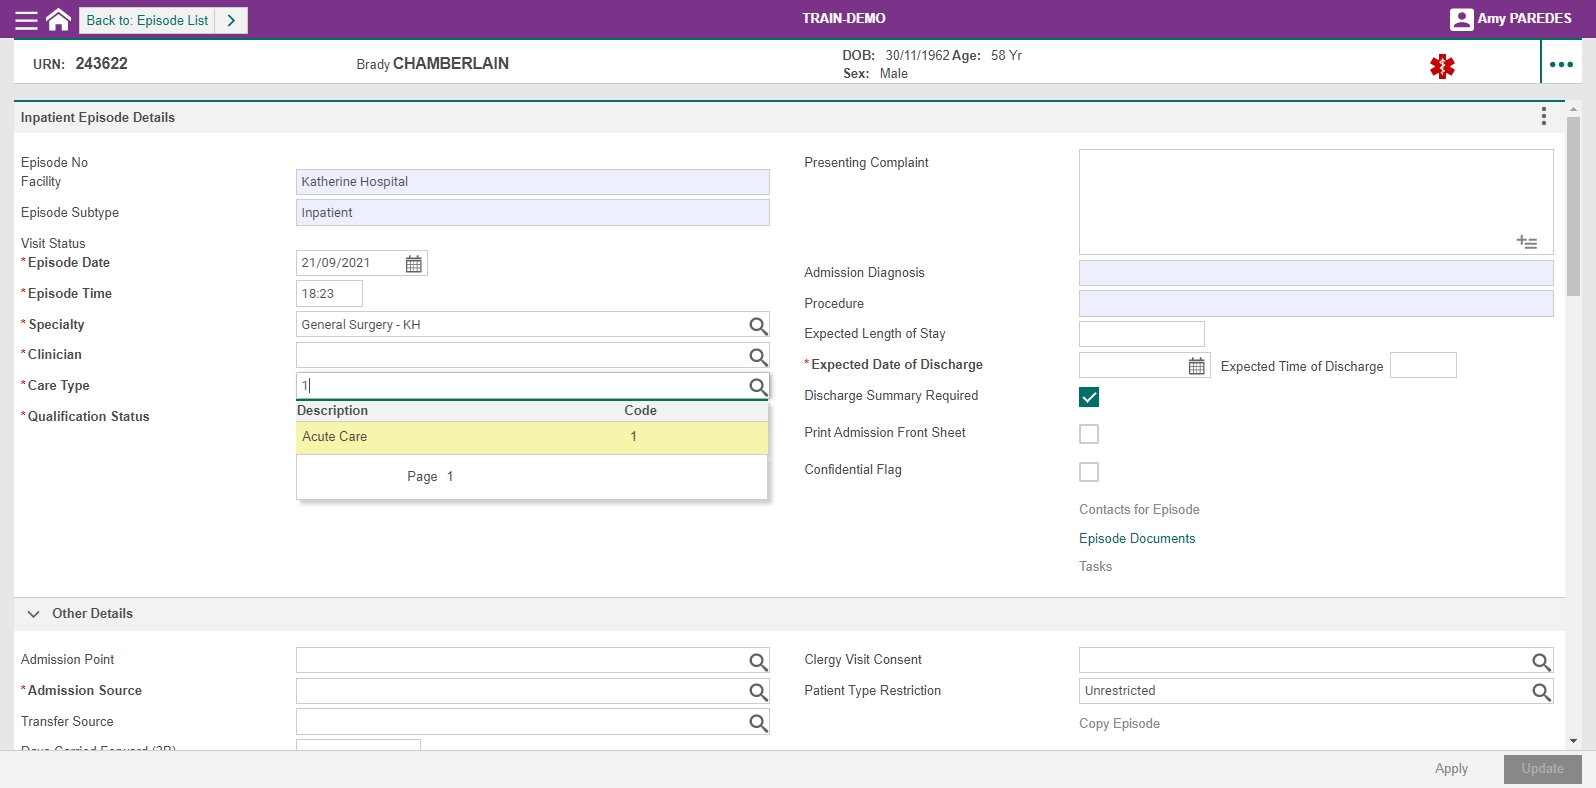 Back to: Episode List
TRAIN-DEMO
Amy PAREDES
URN: 243622
Brady CHAMBERLAIN
DOB: 30/11/1962 Age: 58 Yr
Sex: Male
Inpatient Episode Details
Episode No
Facility
Katherine Hospital
Episode Subtype
Inpatient
Visit Status
*Episode Date
21/09/2021
*Episode Time
18:23
*Specialty
General Surgery - KH
*Clinician
*Care Type
1
*Qualification Status
Description Code
Acute Care 1
Page 1
Presenting Complaint
Admission Diagnosis
Procedure
Expected Length of Stay
*Expected Date of Discharge
Expected Time of Discharge
Discharge Summary Required
Print Admission Front Sheet
Confidential Flag
Contacts for Episode
Episode Documents
Tasks
Other Details
Admission Point
*Admission Source
Transfer Source
Days Carried Forward (2B)
Clergy Visit Consent
Patient Type Restriction
Unrestricted
Copy Episode
Apply
Update